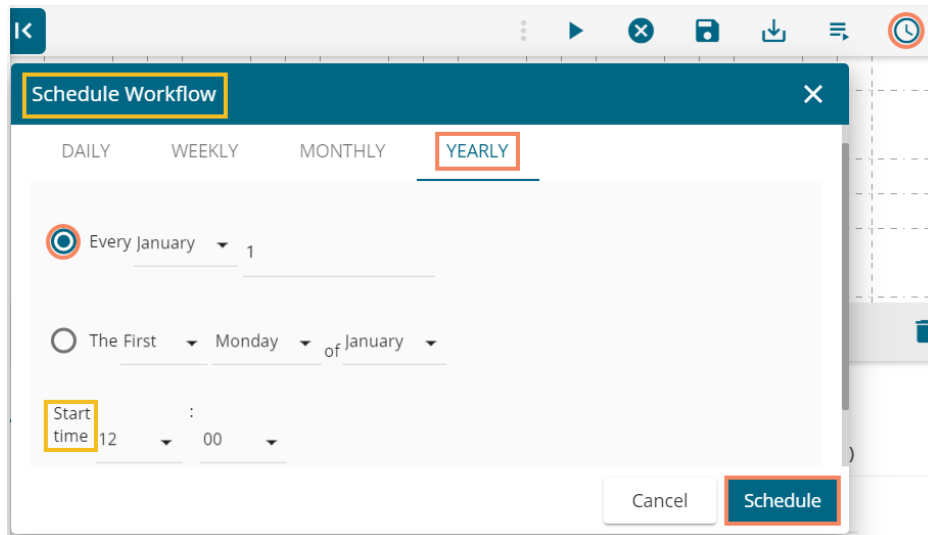 Schedule Workflow
DAILY WEEKLY MONTHLY YEARLY
Every January 1
The First Monday of January
Start time 12 : 00
)
Cancel Schedule